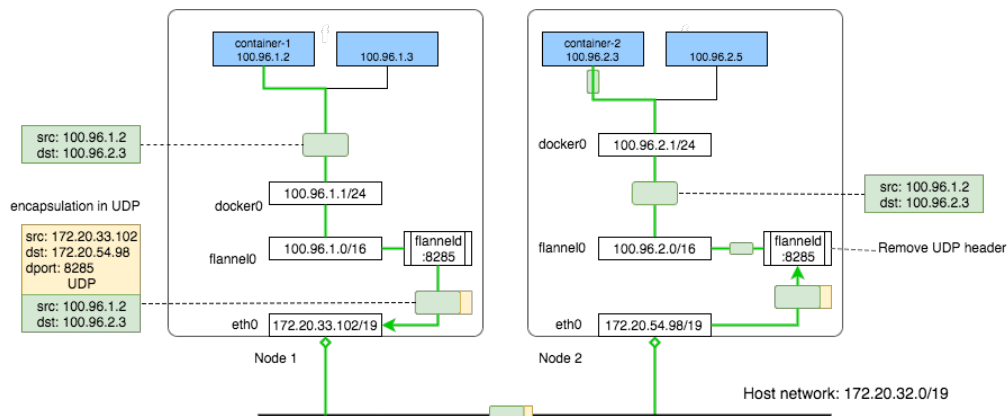 container-1
100.96.1.2
100.96.1.3
container-2
100.96.2.3
100.96.2.5
src: 100.96.1.2
dst: 100.96.2.3
docker0
100.96.2.1/24
100.96.1.1/24
docker0
src: 100.96.1.2
dst: 100.96.2.3
encapsulation in UDP
src: 172.20.33.102
dst: 172.20.54.98
dport: 8285
UDP
src: 100.96.1.2
dst: 100.96.2.3
flannel0
100.96.1.0/16
flanneld
:8285
flannel0
100.96.2.0/16
flanneld
:8285
Remove UDP header
eth0
172.20.33.102/19
eth0
172.20.54.98/19
Node 1
Node 2
Host network: 172.20.32.0/19